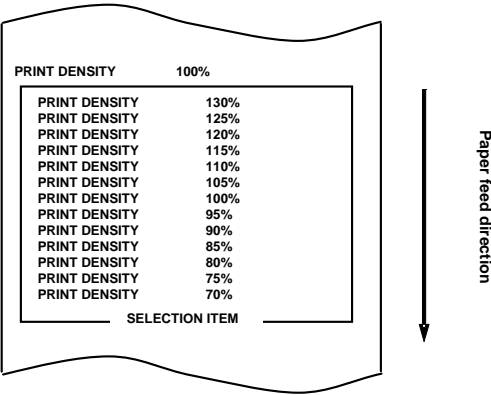 PRINT DENSITY 100%
PRINT DENSITY 130%
PRINT DENSITY 125%
PRINT DENSITY 120%
PRINT DENSITY 115%
PRINT DENSITY 110%
PRINT DENSITY 105%
PRINT DENSITY 100%
PRINT DENSITY 95%
PRINT DENSITY 90%
PRINT DENSITY 85%
PRINT DENSITY 80%
PRINT DENSITY 75%
PRINT DENSITY 70%
SELECTION ITEM
Paper feed direction